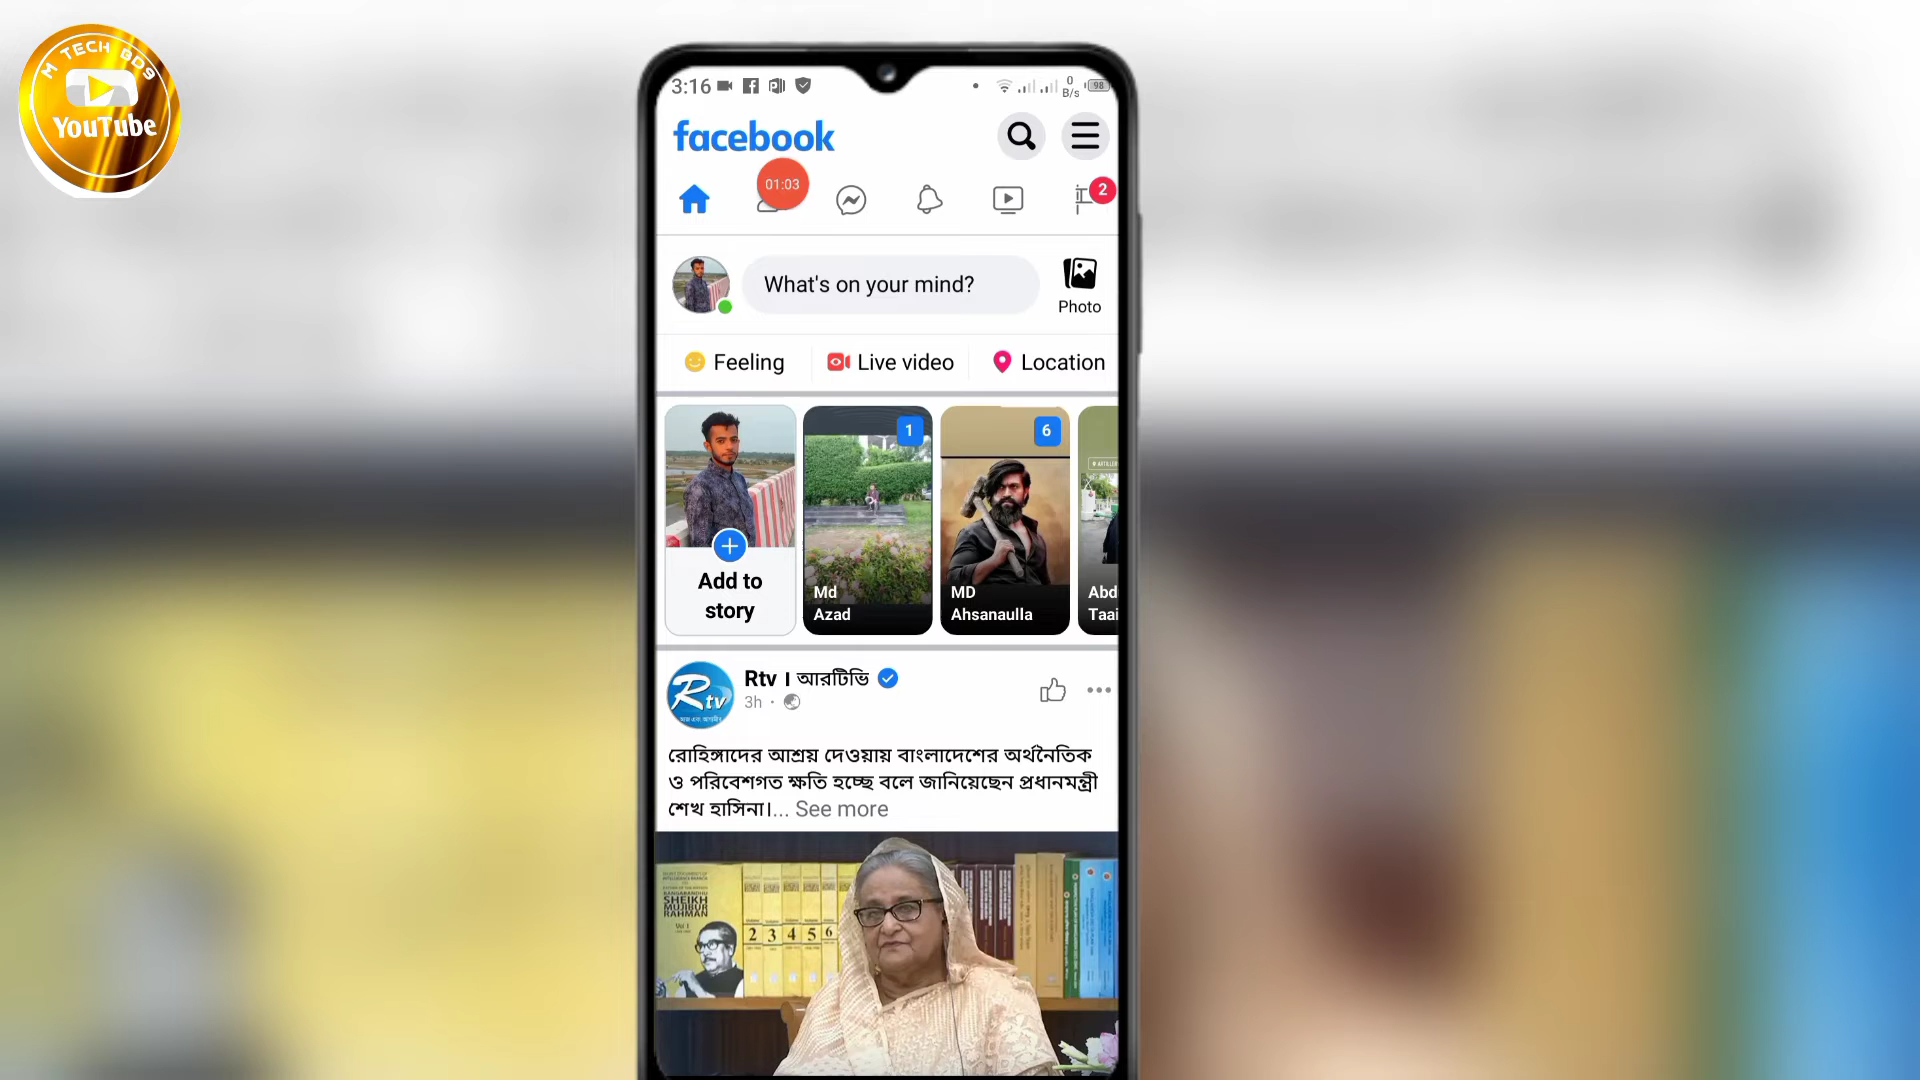 M TECH BD9
YouTube
3:16
0
B/s
98
facebook
01:03
2
What's on your mind?
Photo
Feeling
Live video
Location
1
6
Add to
story
Md
Azad
MD
Ahsanaulla
Abd
Taai
Rtv । আরটিভি
3h ·
রোহিঙ্গাদের আশ্রয় দেওয়ায় বাংলাদেশের অর্থনৈতিক
ও পরিবেশগত ক্ষতি হচ্ছে বলে জানিয়েছেন প্রধানমন্ত্রী
শেখ হাসিনা।... See more
Rtv
SHEIKH
MUJIBUR
RAHMAN
2 3 4 5 6